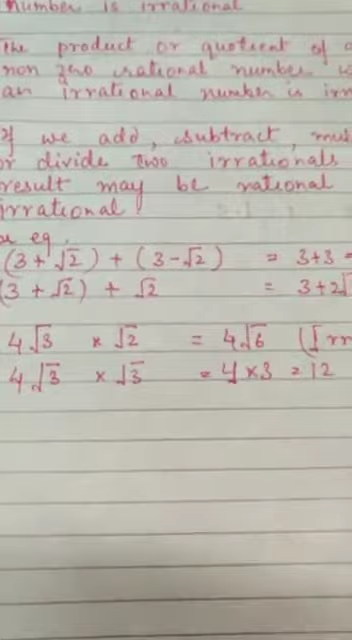 number is irrational
The product or quotient of a
non zero rational number
an irrational number is irr
If we add, subtract, mul
or divide two irrationals
result may be rational
irrational.
eg.
(3 + √2) + (3 - √2) = 3+3 =
(3 + √2) + √2 = 3+2√
4√3 × √2 = 4√6 (Irr
4√3 × √3 = 4 × 3 = 12